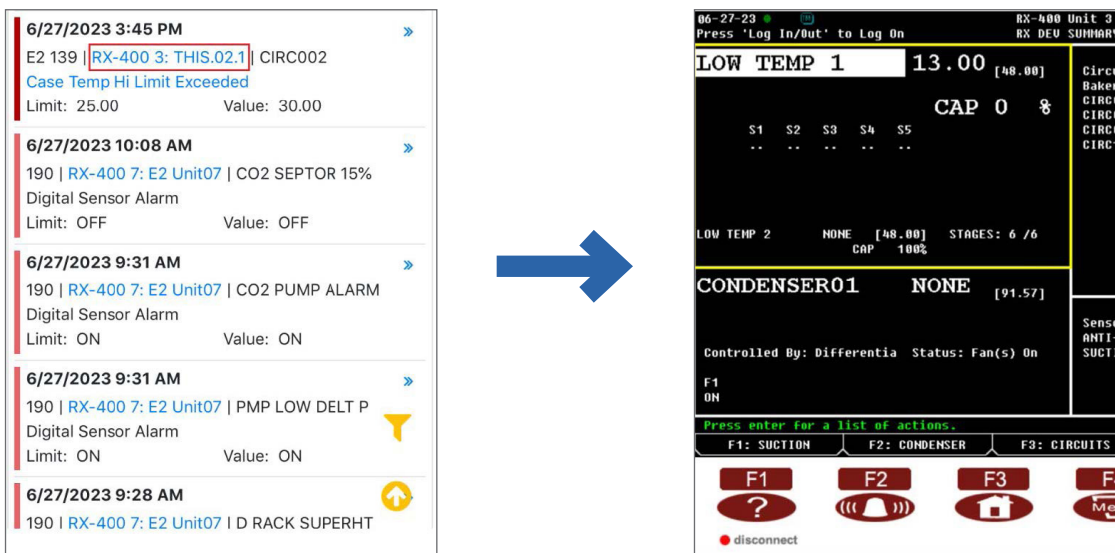 6/27/2023 3:45 PM »
E2 139 | RX-400 3: THIS.02.1 | CIRC002
Case Temp Hi Limit Exceeded
Limit: 25.00 Value: 30.00
6/27/2023 10:08 AM »
190 | RX-400 7: E2 Unit07 | CO2 SEPTOR 15%
Digital Sensor Alarm
Limit: OFF Value: OFF
6/27/2023 9:31 AM »
190 | RX-400 7: E2 Unit07 | CO2 PUMP ALARM
Digital Sensor Alarm
Limit: ON Value: ON
6/27/2023 9:31 AM »
190 | RX-400 7: E2 Unit07 | PMP LOW DELT P
Digital Sensor Alarm
Limit: ON Value: ON
6/27/2023 9:28 AM
190 | RX-400 7: E2 Unit07 | D RACK SUPERHT
06-27-23 RX-400 Unit 3
Press 'Log In/Out' to Log On RX DEV SUMMARY
LOW TEMP 1 13.00 [48.00]
CAP 0 %
S1 S2 S3 S4 S5
.. .. .. .. ..
LOW TEMP 2 NONE [48.00] STAGES: 6 /6
CAP 100%
Circu
Baker
CONDENSER01 NONE [91.57]
Controlled By: Differentia Status: Fan(s) On
F1
ON
Senso
ANTI-
SUCTI
Press enter for a list of actions.
F1: SUCTION F2: CONDENSER F3: CIRCUITS
F1 F2 F3
?
disconnect